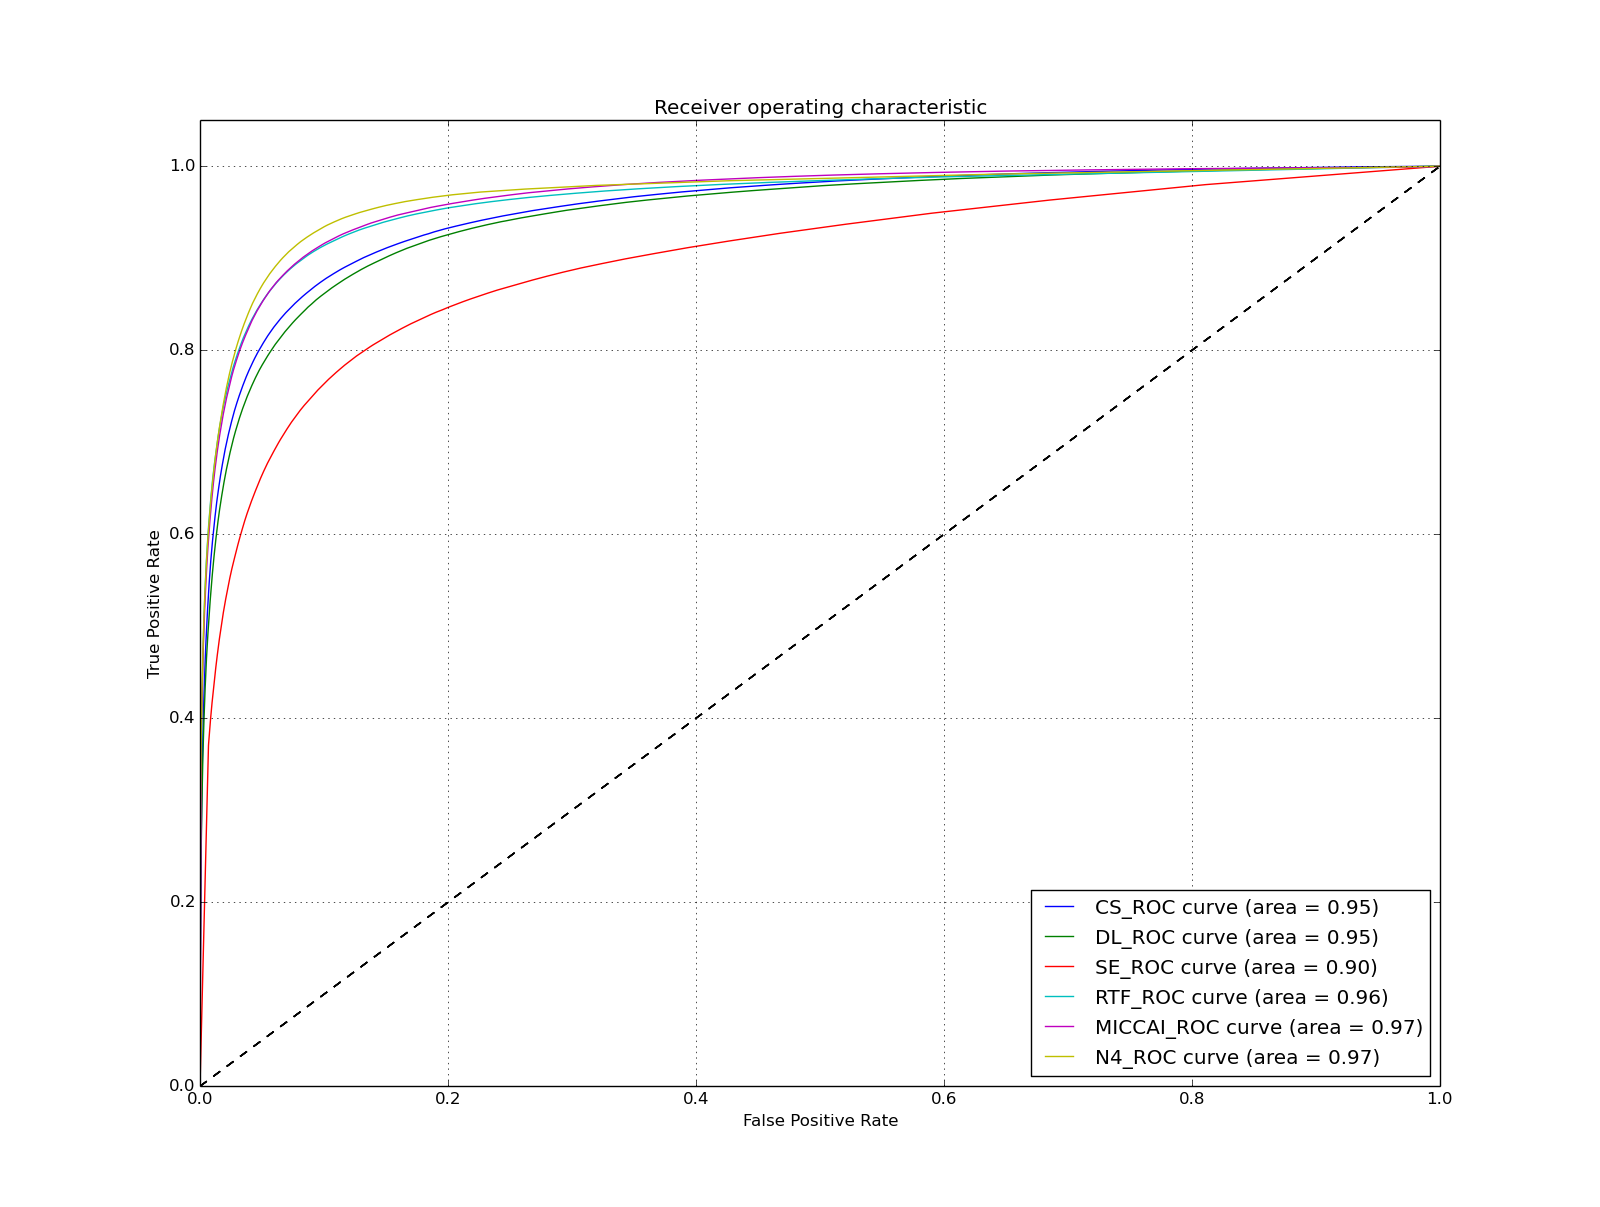 Receiver operating characteristic
1.0
0.8
0.6
0.4
0.2
0.0
True Positive Rate
CS_ROC curve (area = 0.95)
DL_ROC curve (area = 0.95)
SE_ROC curve (area = 0.90)
RTF_ROC curve (area = 0.96)
MICCAI_ROC curve (area = 0.97)
N4_ROC curve (area = 0.97)
0.0 0.2 0.4 0.6 0.8 1.0
False Positive Rate